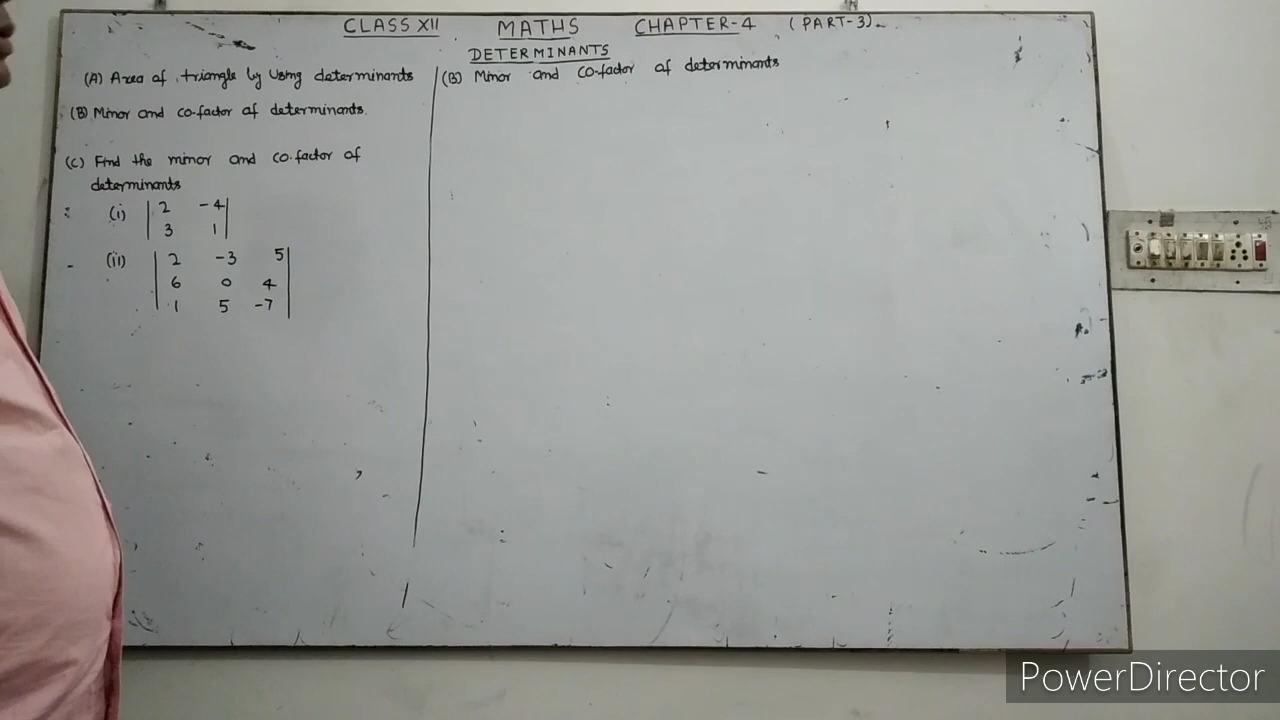 CLASS XII MATHS CHAPTER-4 (PART-3)
DETERMINANTS
(A) Area of triangle by using determinants
(B) Minor and co-factor of determinants.
(C) Find the minor and co.factor of
determinants
(i) | 2 -4 |
| 3 1 |
(ii) | 2 -3 5 |
| 6 0 4 |
| 1 5 -7 |
(B) Minor and co-factor of determinants
PowerDirector